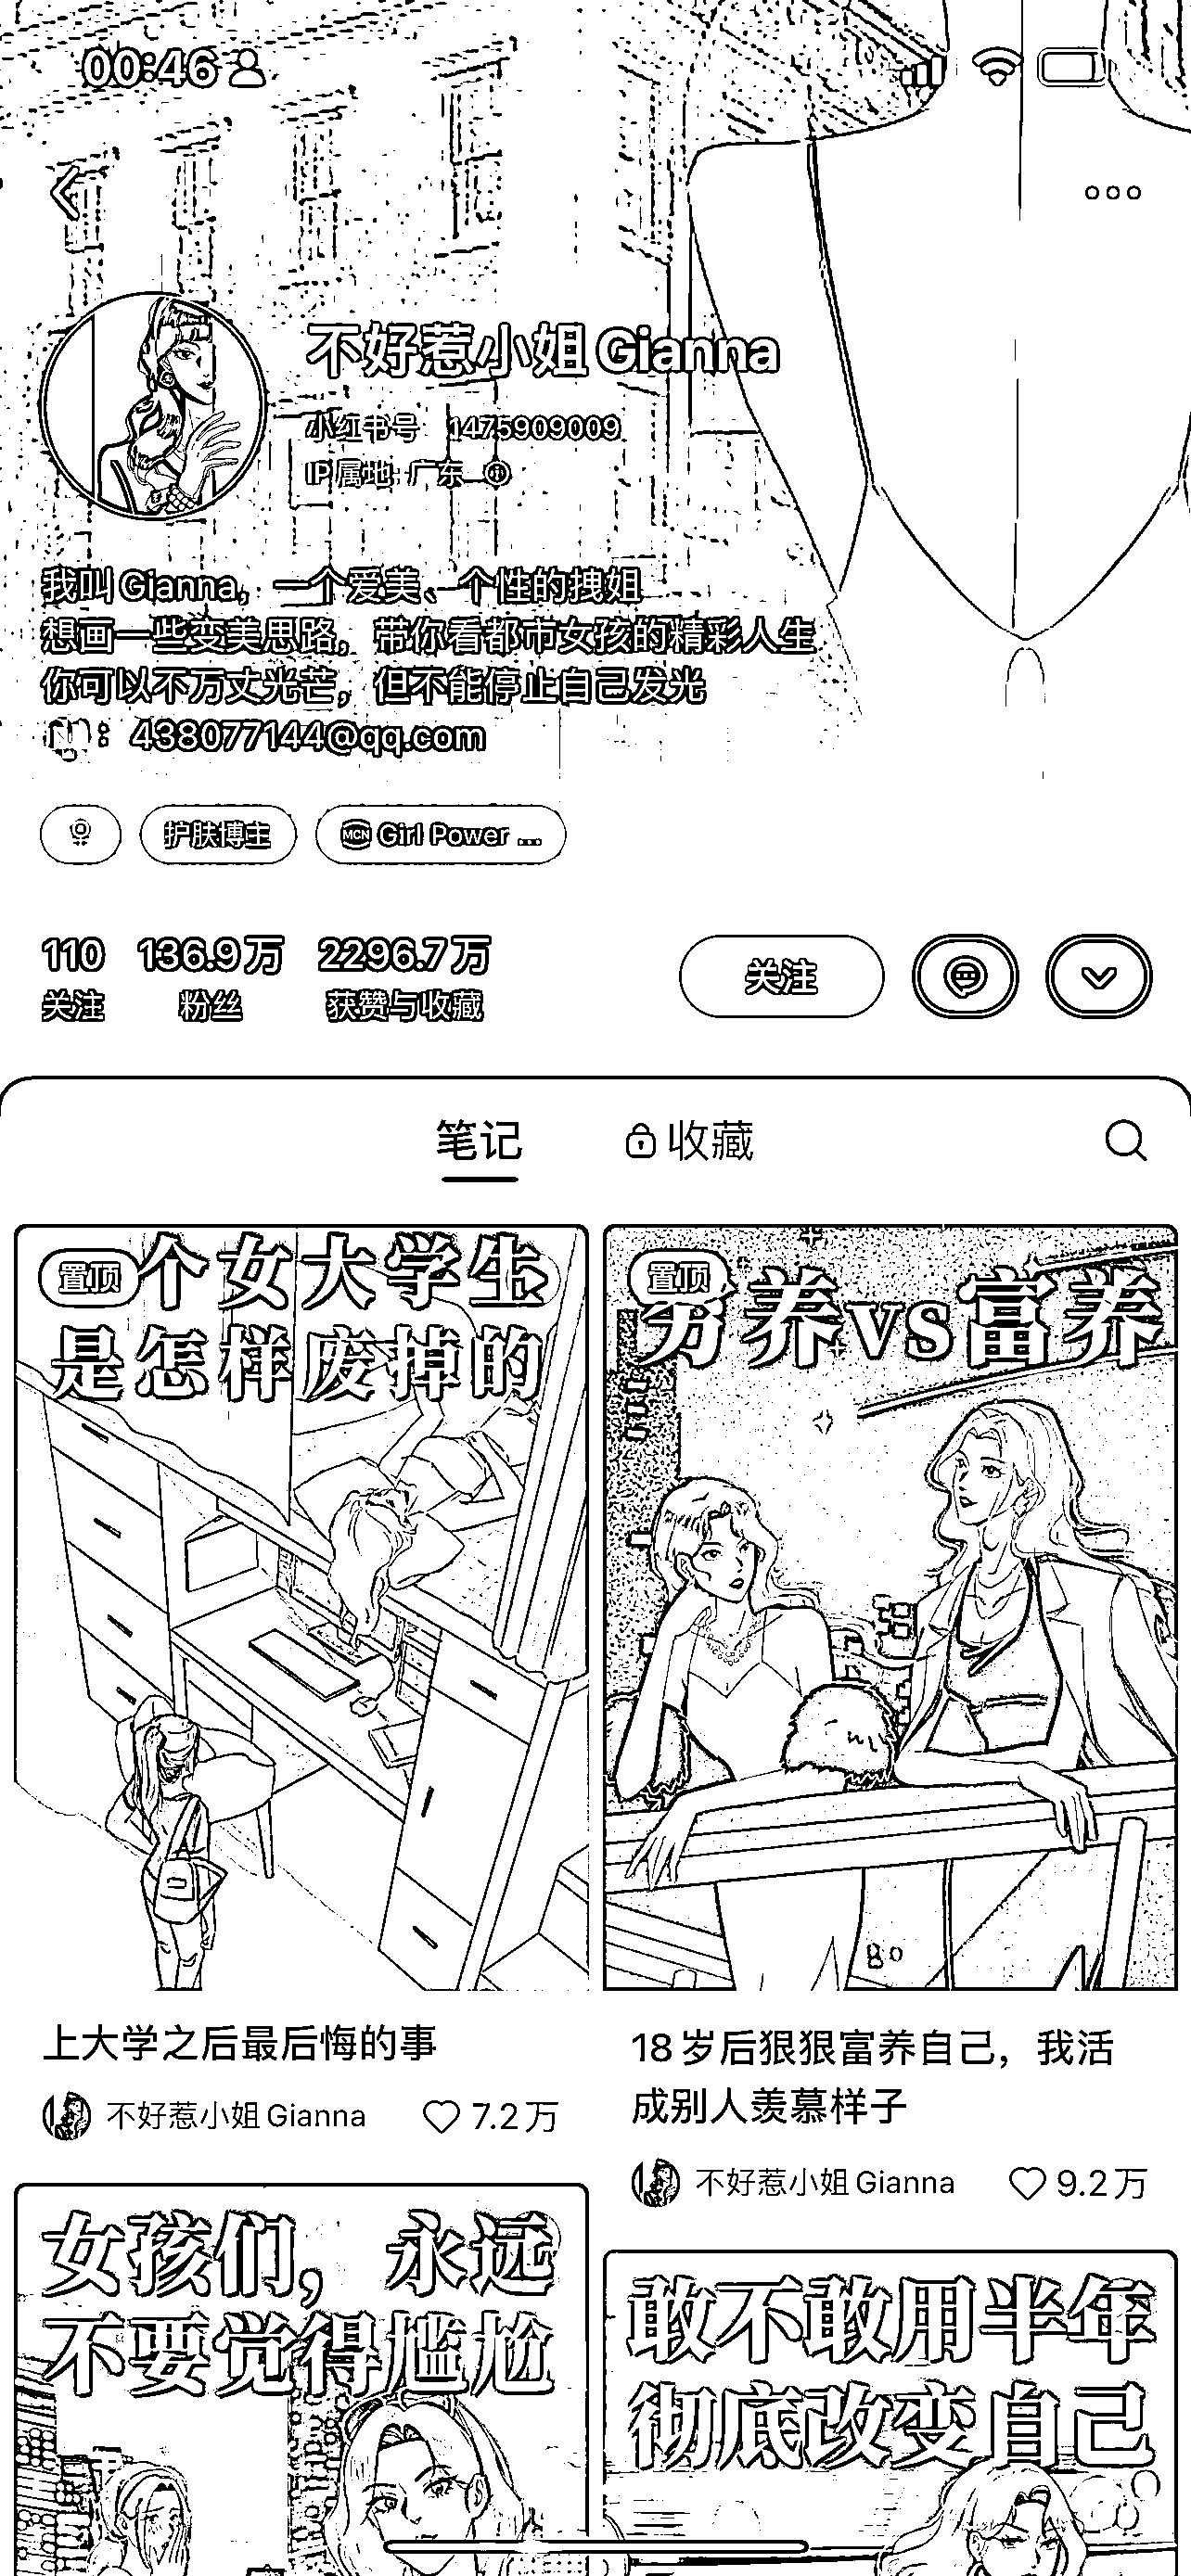 00:46
不好惹小姐 Gianna
小红书号 1475909009
IP 属地 广东
我叫 Gianna，一个爱美、个性的拽姐
想画一些变美思路，带你看都市女孩的精彩人生
你可以不万丈光芒，但不能停止自己发光
: 438077144@qq.com
护肤博主
MCN Girl Power ...
110 136.9万 2296.7万
关注 粉丝 获赞与收藏
关注
笔记 收藏
置顶
个女大学生
是怎样废掉的
上大学之后最后悔的事
不好惹小姐 Gianna 7.2万
置顶
穷养vs富养
18 岁后狠狠富养自己，我活
成别人羡慕样子
不好惹小姐 Gianna 9.2万
女孩们，永远
不要觉得尴尬
敢不敢用半年
彻底改变自己